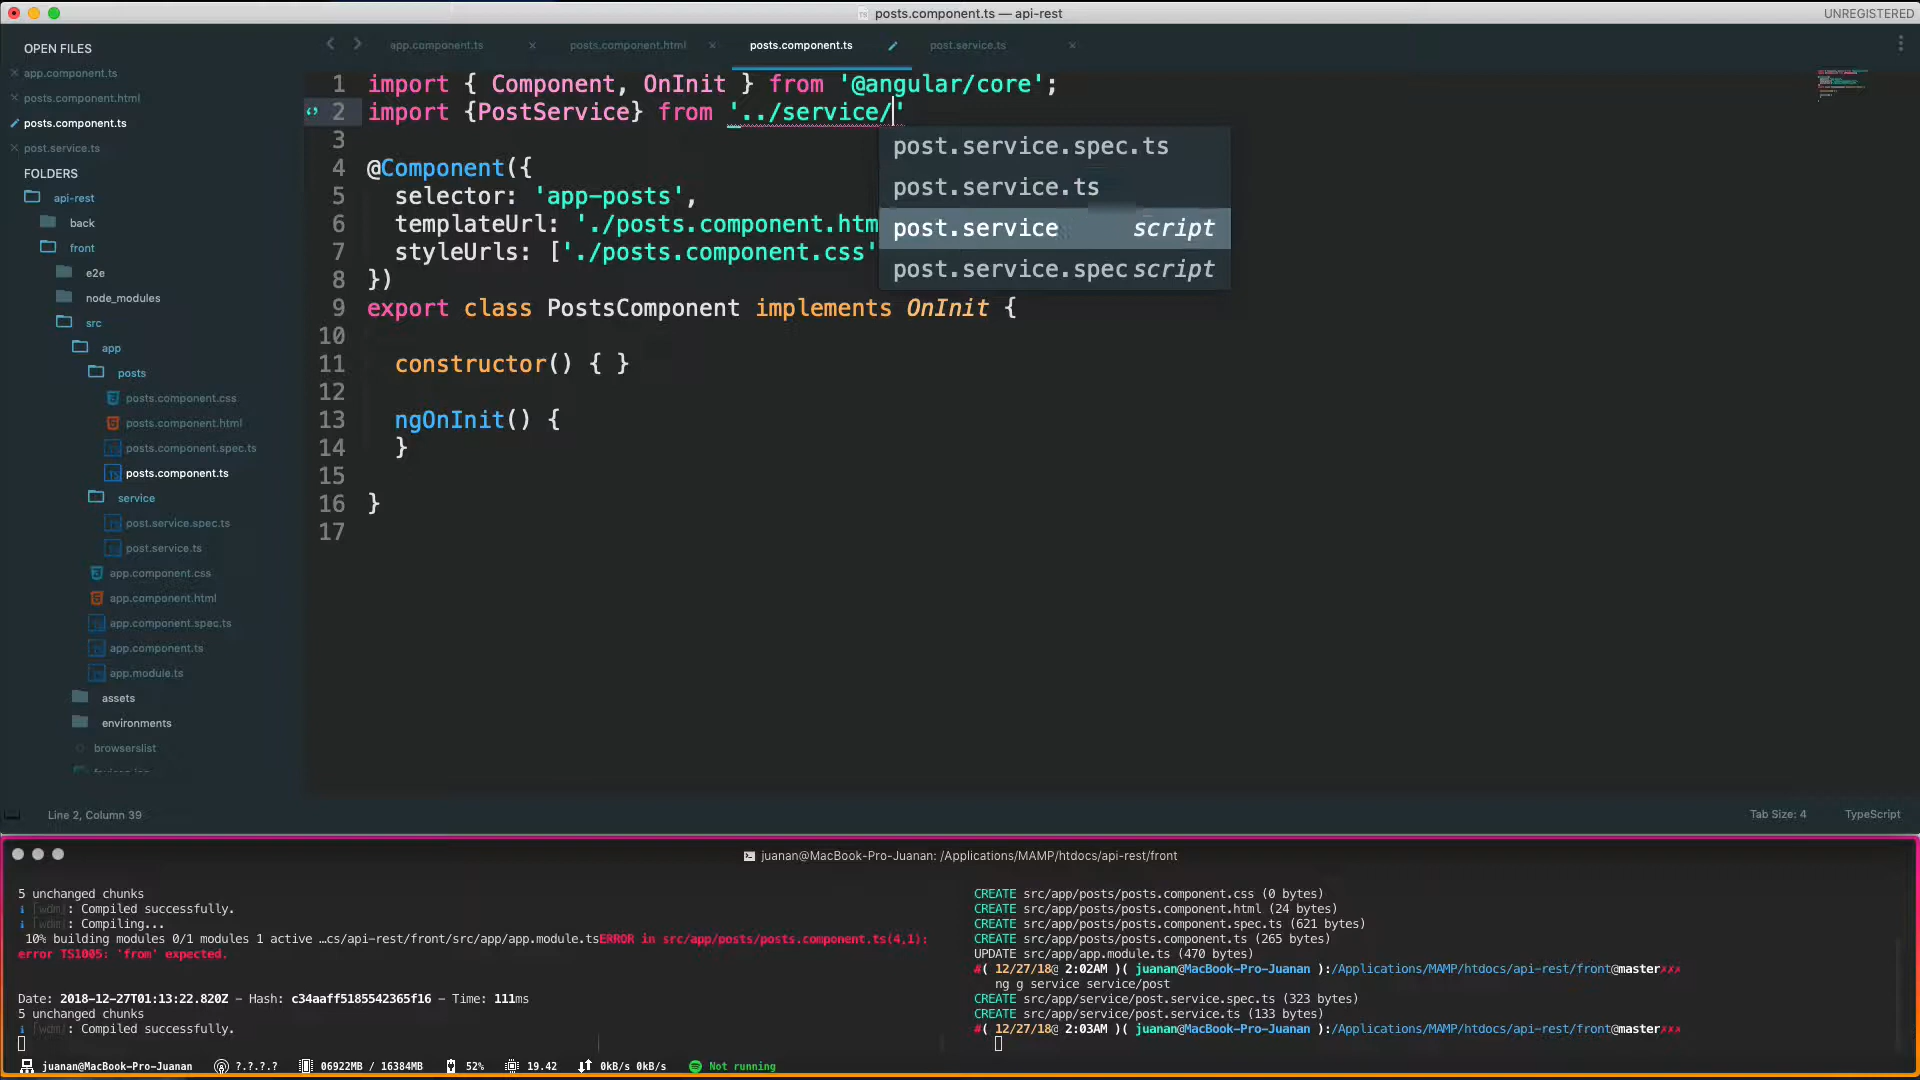 posts.component.ts — api-rest
UNREGISTERED
OPEN FILES
app.component.ts
posts.component.html
posts.component.ts
post.service.ts
FOLDERS
api-rest
back
front
e2e
node_modules
src
app
posts
posts.component.css
posts.component.html
posts.component.spec.ts
posts.component.ts
service
post.service.spec.ts
post.service.ts
app.component.css
app.component.html
app.component.spec.ts
app.component.ts
app.module.ts
assets
environments
browserslist
app.component.ts
posts.component.html
posts.component.ts
post.service.ts
1 import { Component, OnInit } from '@angular/core';
2 import {PostService} from '../service/'
3
4 @Component({
5 selector: 'app-posts',
6 templateUrl: './posts.component.htm
7 styleUrls: ['./posts.component.css'
8 })
9 export class PostsComponent implements OnInit {
10
11 constructor() { }
12
13 ngOnInit() {
14 }
15
16 }
17
post.service.spec.ts
post.service.ts
post.service script
post.service.spec script
Line 2, Column 39
Tab Size: 4
TypeScript
juanan@MacBook-Pro-Juanan: /Applications/MAMP/htdocs/api-rest/front
5 unchanged chunks
i ｢wdm｣: Compiled successfully.
i ｢wdm｣: Compiling...
10% building modules 0/1 modules 1 active …cs/api-rest/front/src/app/app.module.tsERROR in src/app/posts/posts.component.ts(4,1):
error TS1005: 'from' expected.
Date: 2018-12-27T01:13:22.820Z - Hash: c34aaff5185542365f16 - Time: 111ms
5 unchanged chunks
i ｢wdm｣: Compiled successfully.
CREATE src/app/posts/posts.component.css (0 bytes)
CREATE src/app/posts/posts.component.html (24 bytes)
CREATE src/app/posts/posts.component.spec.ts (621 bytes)
CREATE src/app/posts/posts.component.ts (265 bytes)
UPDATE src/app/app.module.ts (470 bytes)
#( 12/27/18@ 2:02AM )( juanan@MacBook-Pro-Juanan ):/Applications/MAMP/htdocs/api-rest/front@master✗✗✗
ng g service service/post
CREATE src/app/service/post.service.spec.ts (323 bytes)
CREATE src/app/service/post.service.ts (133 bytes)
#( 12/27/18@ 2:03AM )( juanan@MacBook-Pro-Juanan ):/Applications/MAMP/htdocs/api-rest/front@master✗✗✗
juanan@MacBook-Pro-Juanan ?.?.?.? 06922MB / 16384MB 52% 19.42 0kB/s 0kB/s Not running